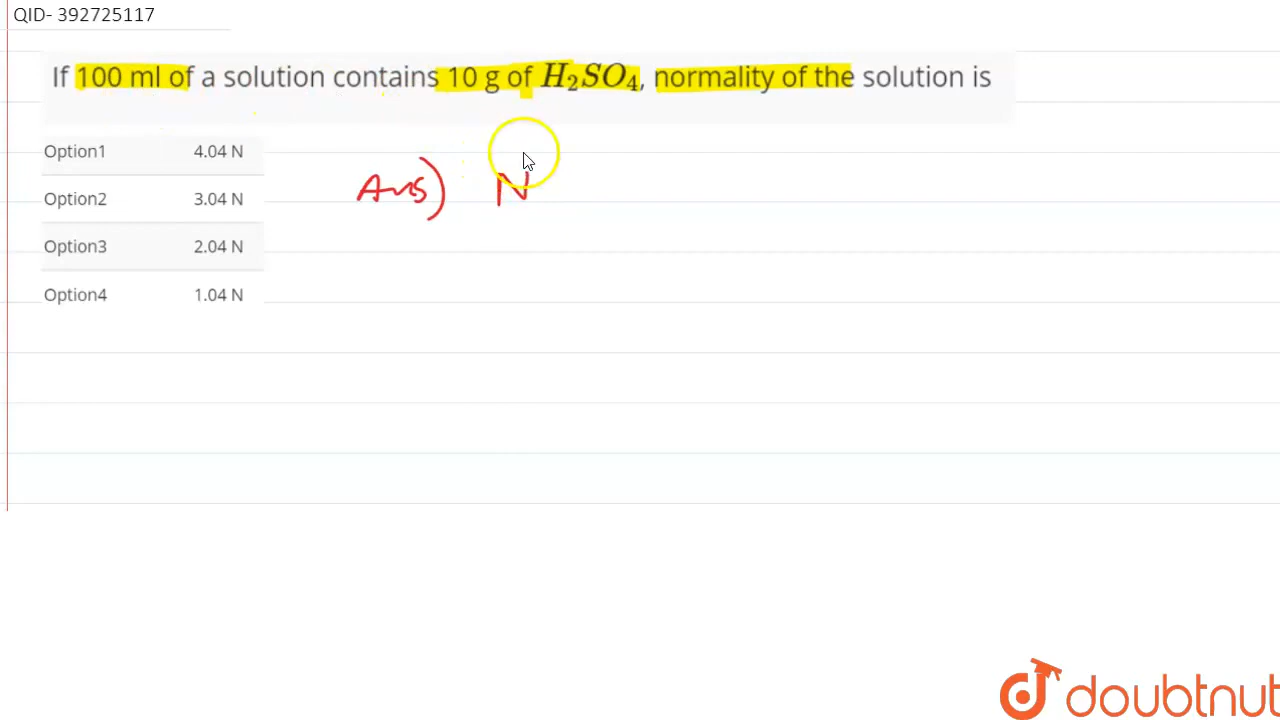 QID- 392725117
If 100 ml of a solution contains 10 g of H₂SO₄, normality of the solution is
Option1 4.04 N
Option2 3.04 N
Option3 2.04 N
Option4 1.04 N
Ans) N
doubtnut